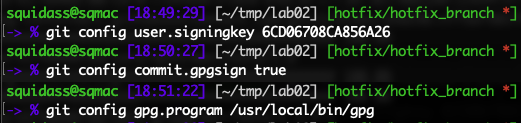 squidass@sqmac [18:49:29] [~/tmp/lab02] [hotfix/hotfix_branch *]
[-> % git config user.signingkey 6CD06708CA856A26
squidass@sqmac [18:50:27] [~/tmp/lab02] [hotfix/hotfix_branch *]
[-> % git config commit.gpgsign true
squidass@sqmac [18:51:22] [~/tmp/lab02] [hotfix/hotfix_branch *]
[-> % git config gpg.program /usr/local/bin/gpg